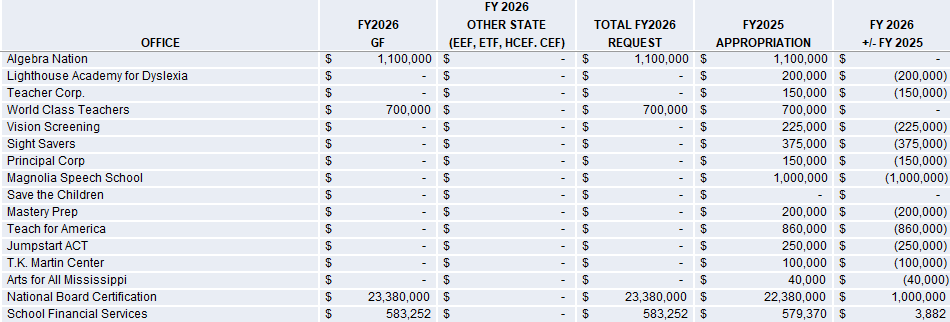 FY 2026
FY2026 OTHER STATE TOTAL FY2026 FY2025 FY 2026
OFFICE GF (EEF, ETF, HCEF. CEF) REQUEST APPROPRIATION +/- FY 2025
Algebra Nation $ 1,100,000 $ - $ 1,100,000 $ 1,100,000 $ -
Lighthouse Academy for Dyslexia $ - $ - $ - $ 200,000 $ (200,000)
Teacher Corp. $ - $ - $ - $ 150,000 $ (150,000)
World Class Teachers $ 700,000 $ - $ 700,000 $ 700,000 $ -
Vision Screening $ - $ - $ - $ 225,000 $ (225,000)
Sight Savers $ - $ - $ - $ 375,000 $ (375,000)
Principal Corp $ - $ - $ - $ 150,000 $ (150,000)
Magnolia Speech School $ - $ - $ - $ 1,000,000 $ (1,000,000)
Save the Children $ - $ - $ - $ - $ -
Mastery Prep $ - $ - $ - $ 200,000 $ (200,000)
Teach for America $ - $ - $ - $ 860,000 $ (860,000)
Jumpstart ACT $ - $ - $ - $ 250,000 $ (250,000)
T.K. Martin Center $ - $ - $ - $ 100,000 $ (100,000)
Arts for All Mississippi $ - $ - $ - $ 40,000 $ (40,000)
National Board Certification $ 23,380,000 $ - $ 23,380,000 $ 22,380,000 $ 1,000,000
School Financial Services $ 583,252 $ - $ 583,252 $ 579,370 $ 3,882